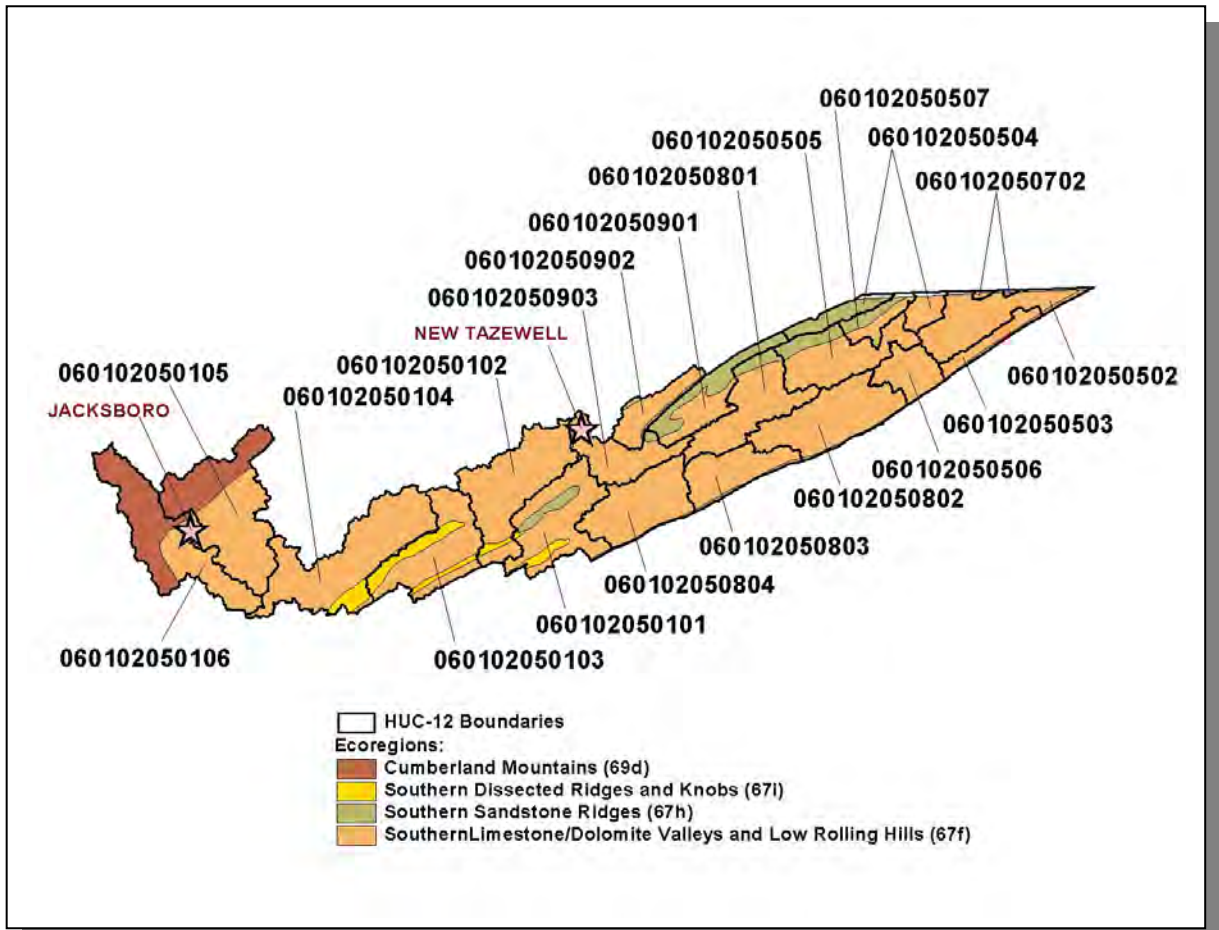 060102050507
060102050505
060102050504
060102050801
060102050702
060102050901
060102050902
060102050903
NEW TAZEWELL
060102050102
060102050105
060102050104
JACKSBORO
060102050502
060102050503
060102050506
060102050802
060102050803
060102050804
060102050101
060102050106
060102050103
HUC-12 Boundaries
Ecoregions:
Cumberland Mountains (69d)
Southern Dissected Ridges and Knobs (67i)
Southern Sandstone Ridges (67h)
SouthernLimestone/Dolomite Valleys and Low Rolling Hills (67f)